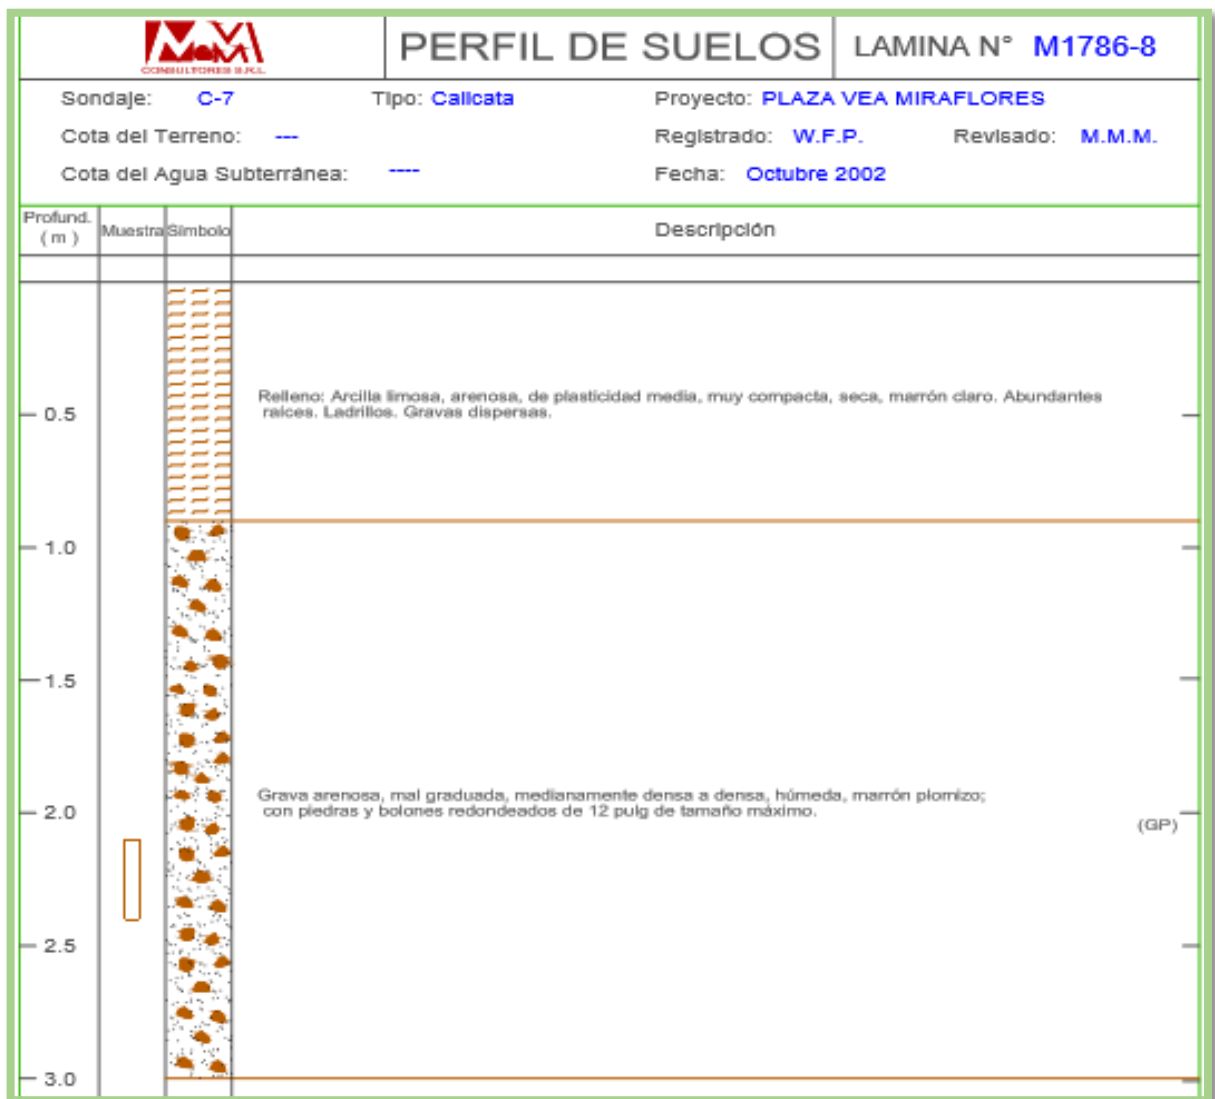 MMM
CONSULTORES S.R.L.
PERFIL DE SUELOS
LAMINA N° M1786-8
Sondaje: C-7 Tipo: Calicata Proyecto: PLAZA VEA MIRAFLORES
Cota del Terreno: --- Registrado: W.F.P. Revisado: M.M.M.
Cota del Agua Subterránea: ---- Fecha: Octubre 2002
Profund.
( m )
Muestra
Símbolo
Descripción
Relleno: Arcilla limosa, arenosa, de plasticidad media, muy compacta, seca, marrón claro. Abundantes
raíces. Ladrillos. Gravas dispersas.
0.5
1.0
1.5
Grava arenosa, mal graduada, medianamente densa a densa, húmeda, marrón plomizo;
con piedras y bolones redondeados de 12 pulg de tamaño máximo.
2.0
(GP)
2.5
3.0